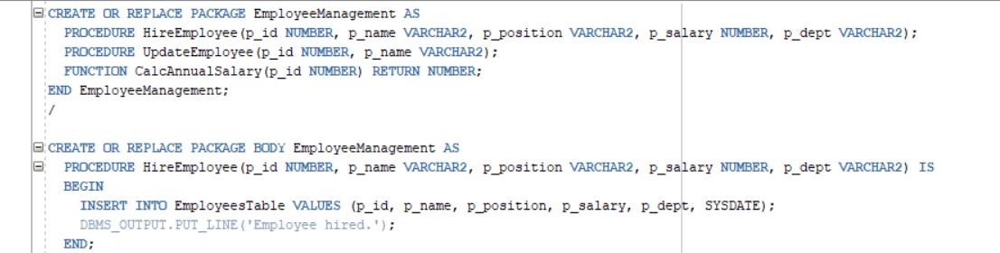 CREATE OR REPLACE PACKAGE EmployeeManagement AS
PROCEDURE HireEmployee(p_id NUMBER, p_name VARCHAR2, p_position VARCHAR2, p_salary NUMBER, p_dept VARCHAR2);
PROCEDURE UpdateEmployee(p_id NUMBER, p_name VARCHAR2);
FUNCTION CalcAnnualSalary(p_id NUMBER) RETURN NUMBER;
END EmployeeManagement;
/
CREATE OR REPLACE PACKAGE BODY EmployeeManagement AS
PROCEDURE HireEmployee(p_id NUMBER, p_name VARCHAR2, p_position VARCHAR2, p_salary NUMBER, p_dept VARCHAR2) IS
BEGIN
INSERT INTO EmployeesTable VALUES (p_id, p_name, p_position, p_salary, p_dept, SYSDATE);
DBMS_OUTPUT.PUT_LINE('Employee hired.');
END;